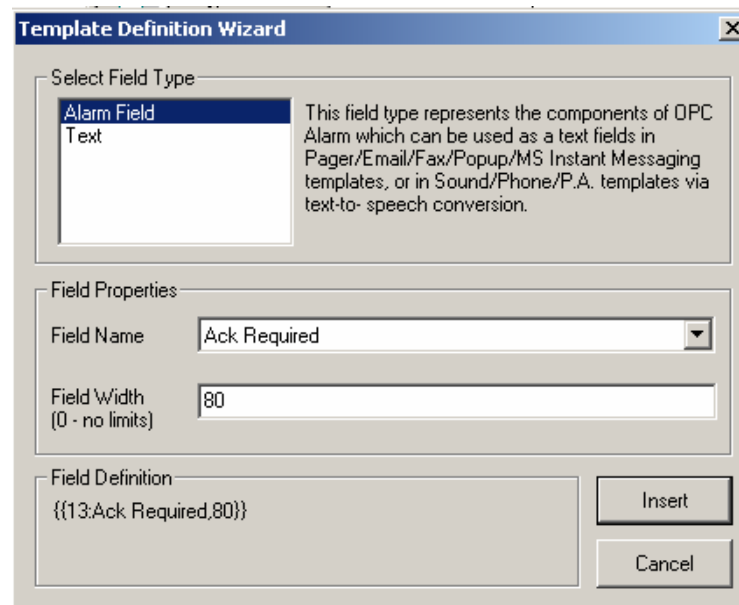 Template Definition Wizard
Select Field Type
Alarm Field
Text
This field type represents the components of OPC
Alarm which can be used as a text fields in
Pager/Email/Fax/Popup/MS Instant Messaging
templates, or in Sound/Phone/P.A. templates via
text-to- speech conversion.
Field Properties
Field Name
Ack Required
Field Width
(0 - no limits)
80
Field Definition
{{13:Ack Required,80}}
Insert
Cancel